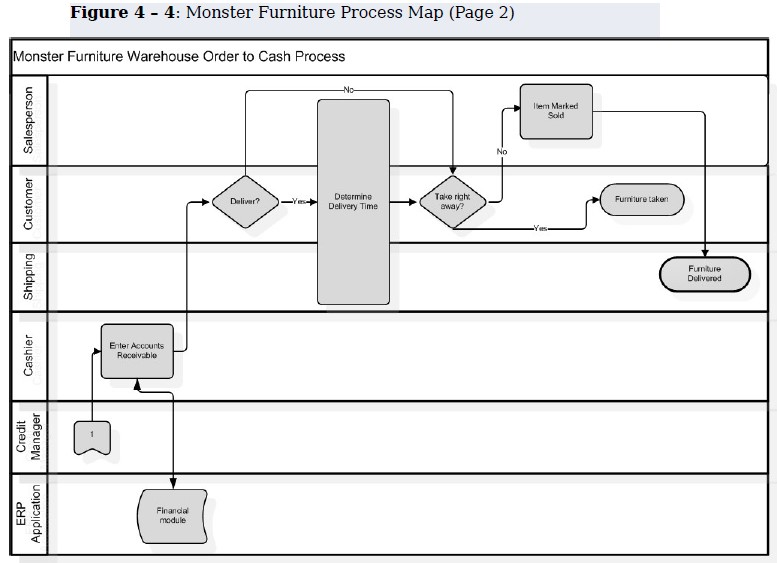 Figure 4 – 4: Monster Furniture Process Map (Page 2)
Monster Furniture Warehouse Order to Cash Process
Salesperson
No
Item Marked
Sold
No
Customer
Deliver?
Yes
Determine
Delivery Time
Take right
away?
Yes
Furniture taken
Shipping
Furniture
Delivered
Cashier
Enter Accounts
Receivable
Credit
Manager
1
ERP
Application
Financial
module